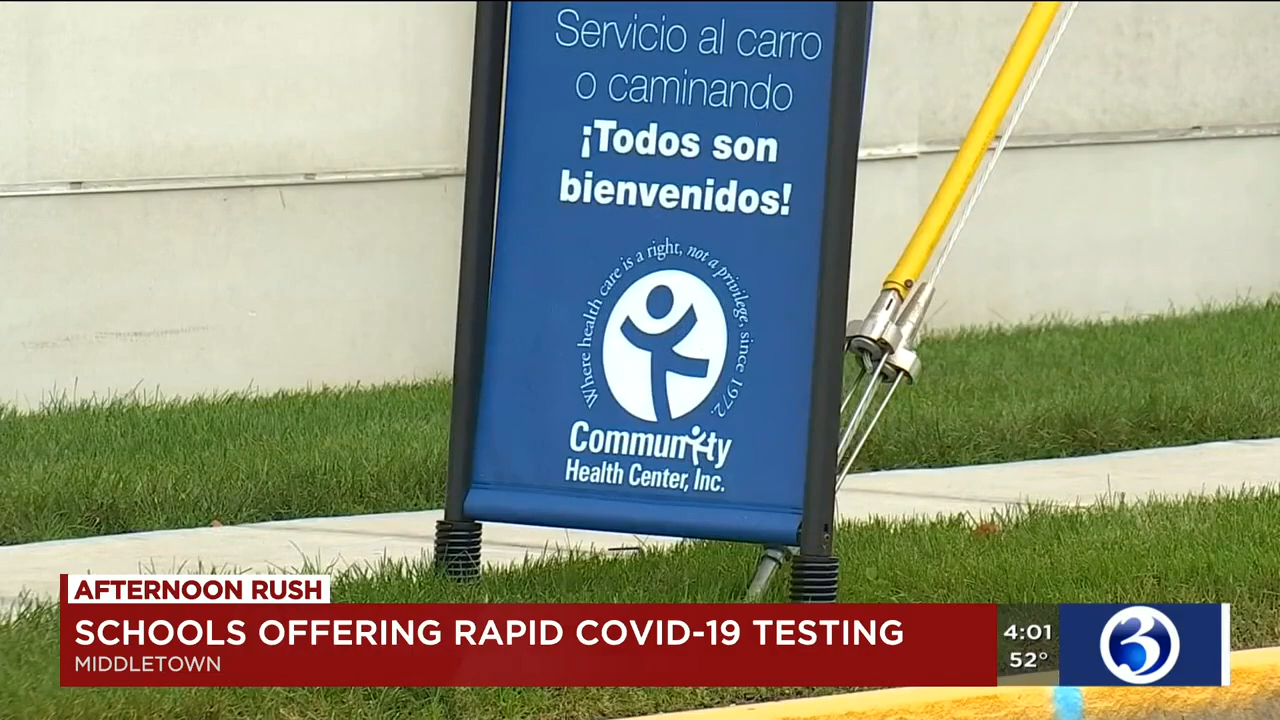 Servicio al carro
o caminando
¡Todos son
bienvenidos!
Where health care is a right, not a privilege, since 1972.
Community
Health Center, Inc.
AFTERNOON RUSH
SCHOOLS OFFERING RAPID COVID-19 TESTING
MIDDLETOWN
4:01
52°
3